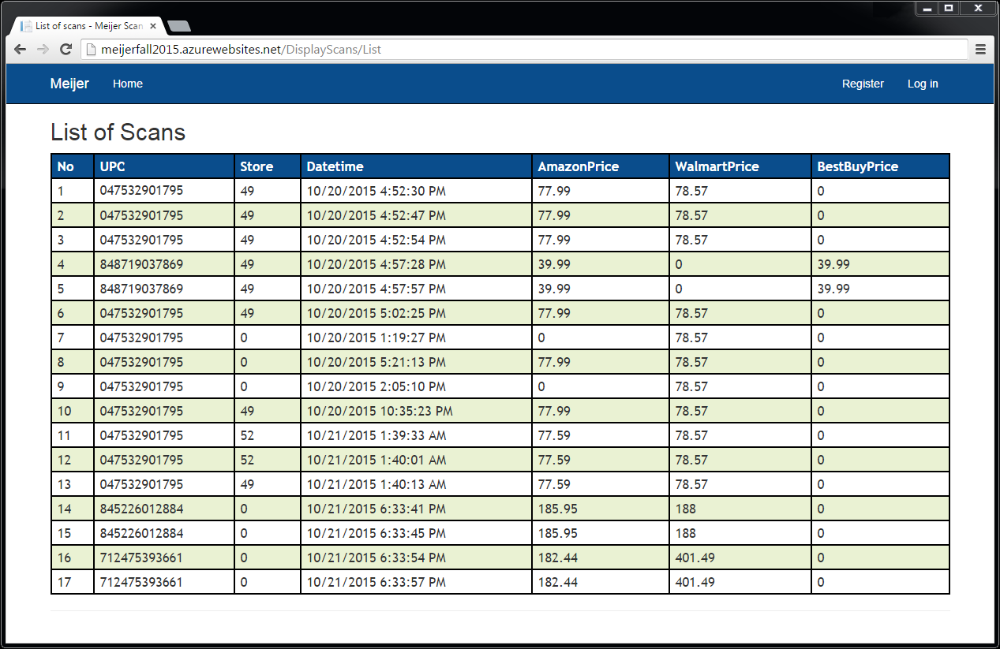 List of scans - Meijer Scan
meijerfall2015.azurewebsites.net/DisplayScans/List
Meijer Home Register Log in
List of Scans
No UPC Store Datetime AmazonPrice WalmartPrice BestBuyPrice
1 047532901795 49 10/20/2015 4:52:30 PM 77.99 78.57 0
2 047532901795 49 10/20/2015 4:52:47 PM 77.99 78.57 0
3 047532901795 49 10/20/2015 4:52:54 PM 77.99 78.57 0
4 848719037869 49 10/20/2015 4:57:28 PM 39.99 0 39.99
5 848719037869 49 10/20/2015 4:57:57 PM 39.99 0 39.99
6 047532901795 49 10/20/2015 5:02:25 PM 77.99 78.57 0
7 047532901795 0 10/20/2015 1:19:27 PM 0 78.57 0
8 047532901795 0 10/20/2015 5:21:13 PM 77.99 78.57 0
9 047532901795 0 10/20/2015 2:05:10 PM 0 78.57 0
10 047532901795 49 10/20/2015 10:35:23 PM 77.99 78.57 0
11 047532901795 52 10/21/2015 1:39:33 AM 77.59 78.57 0
12 047532901795 52 10/21/2015 1:40:01 AM 77.59 78.57 0
13 047532901795 49 10/21/2015 1:40:13 AM 77.59 78.57 0
14 845226012884 0 10/21/2015 6:33:41 PM 185.95 188 0
15 845226012884 0 10/21/2015 6:33:45 PM 185.95 188 0
16 712475393661 0 10/21/2015 6:33:54 PM 182.44 401.49 0
17 712475393661 0 10/21/2015 6:33:57 PM 182.44 401.49 0